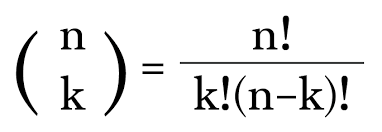 ( n k ) = n! / k!(n−k)!